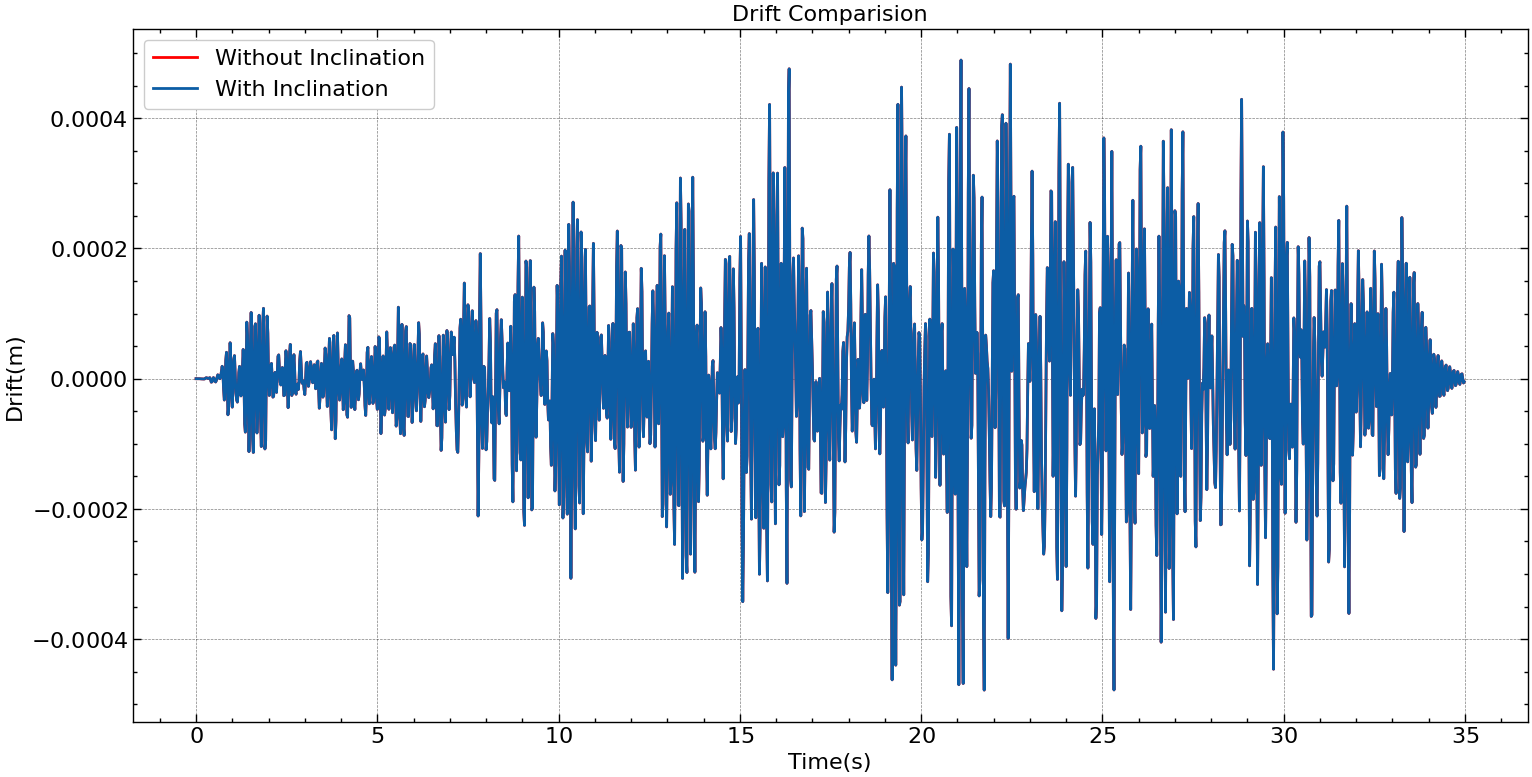 Drift Comparision
Without Inclination
With Inclination
0.0004
0.0002
0.0000
−0.0002
−0.0004
Drift(m)
0 5 10 15 20 25 30 35
Time(s)